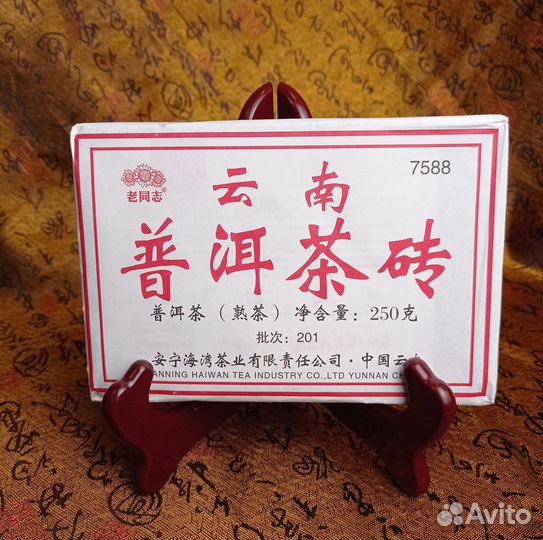 7588
老同志®
云南
普洱茶砖
普洱茶（熟茶）净含量：250克
批次：201
安宁海湾茶业有限责任公司·中国云
ANNING HAIWAN TEA INDUSTRY CO.,LTD YUNNAN
Avito